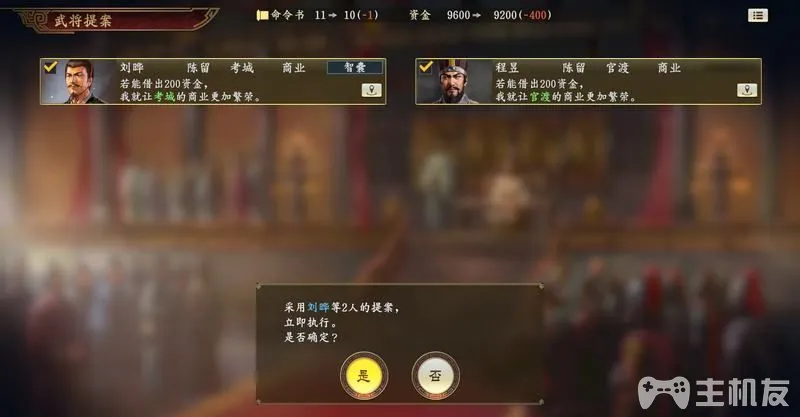 武将提案
命令书 11→ 10(-1) 资金 9600→ 9200(-400)
刘晔 陈留 考城 商业 智囊
若能借出200资金，
我就让考城的商业更加繁荣。
程昱 陈留 官渡 商业
若能借出200资金，
我就让官渡的商业更加繁荣。
采用刘晔等2人的提案，
立即执行。
是否确定？
是 否
主机友